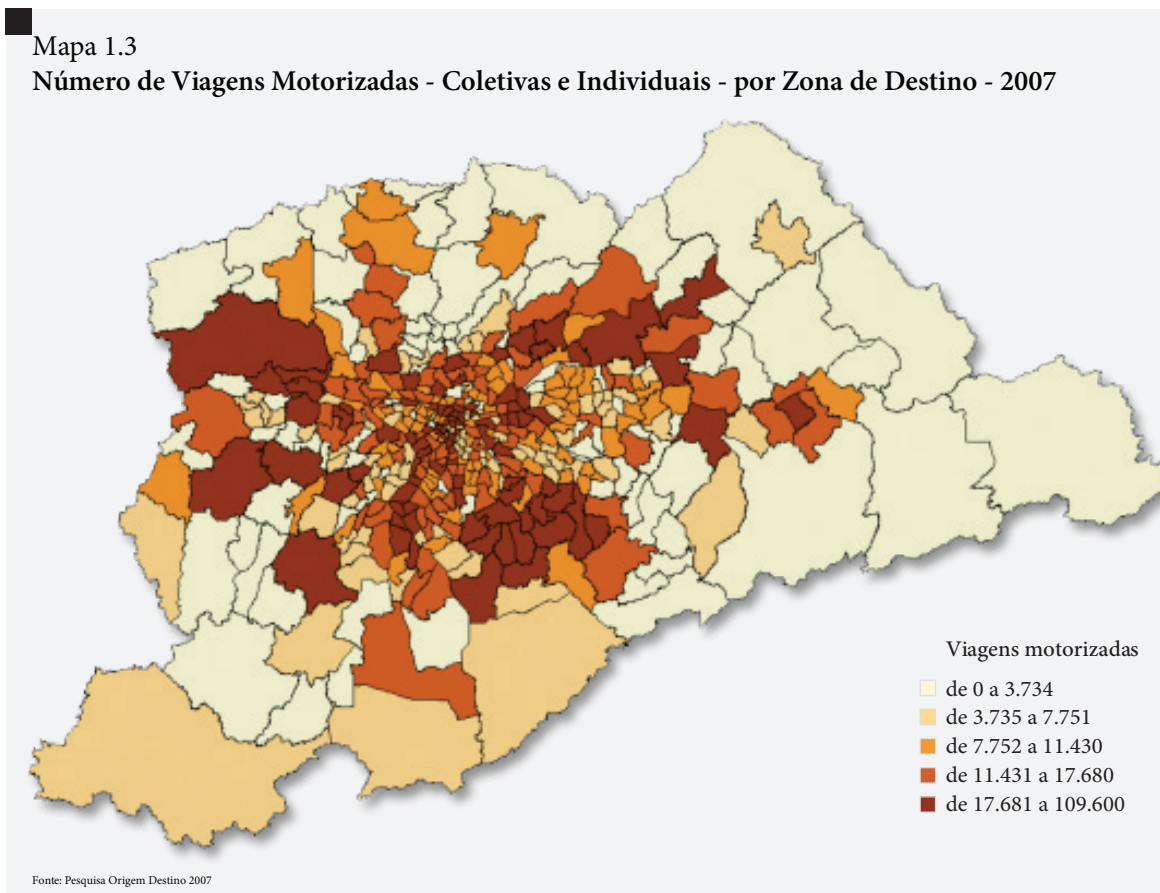 Mapa 1.3
Número de Viagens Motorizadas - Coletivas e Individuais - por Zona de Destino - 2007
Viagens motorizadas
de 0 a 3.734
de 3.735 a 7.751
de 7.752 a 11.430
de 11.431 a 17.680
de 17.681 a 109.600
Fonte: Pesquisa Origem Destino 2007